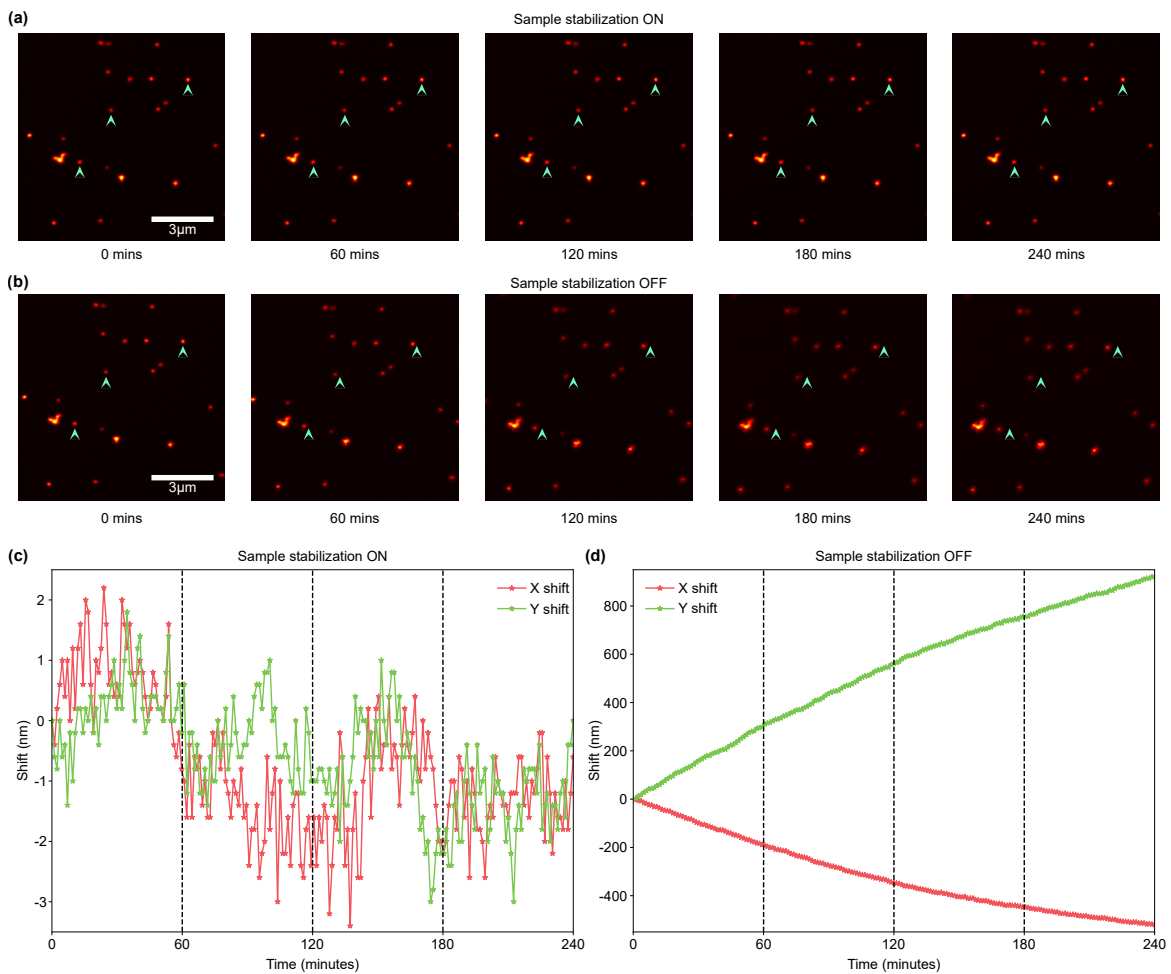 (a)
Sample stabilization ON
3μm
0 mins
60 mins
120 mins
180 mins
240 mins
(b)
Sample stabilization OFF
3μm
0 mins
60 mins
120 mins
180 mins
240 mins
(c)
Sample stabilization ON
X shift
Y shift
2
1
0
-1
-2
-3
Shift (nm)
0
60
120
180
240
Time (minutes)
(d)
Sample stabilization OFF
X shift
Y shift
800
600
400
200
0
-200
-400
Shift (nm)
0
60
120
180
240
Time (minutes)